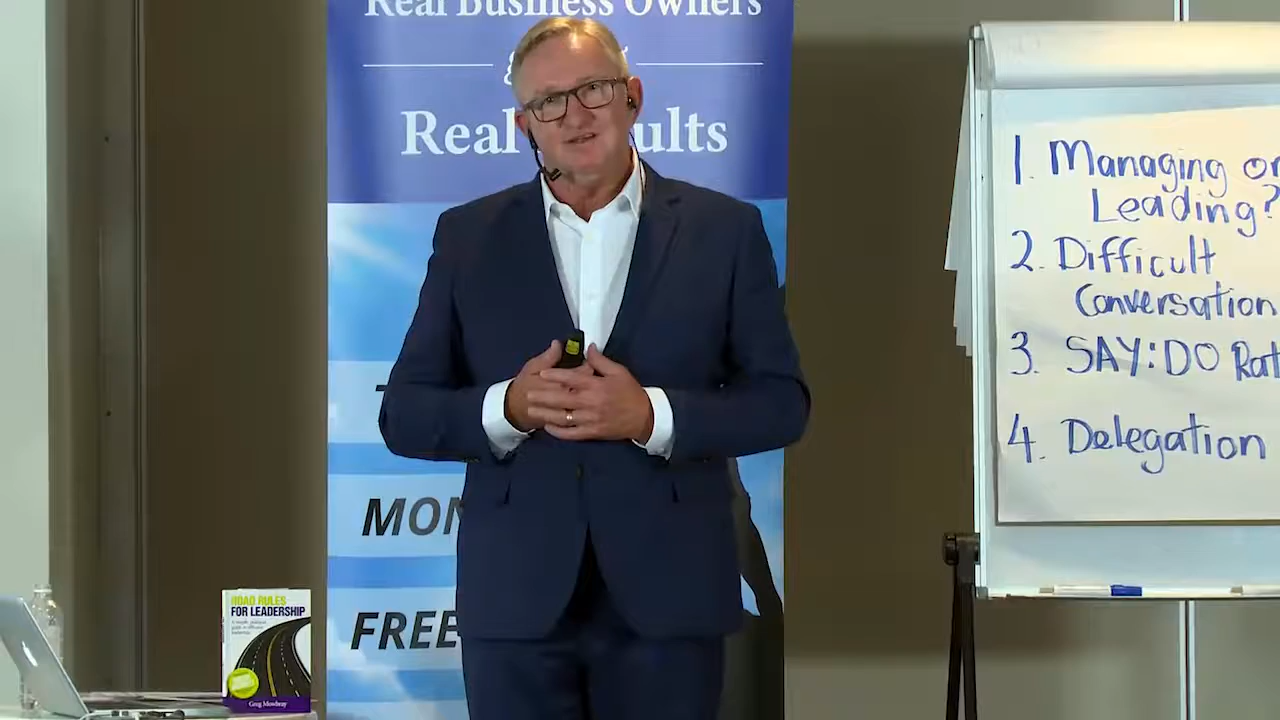 Real Business Owners
Real
ults
MON
FREE
ROAD RULES
FOR LEADERSHIP
Greg Mowbray
1. Managing or
Leading?
2. Difficult
Conversation
3. SAY:DO Rat
4. Delegation